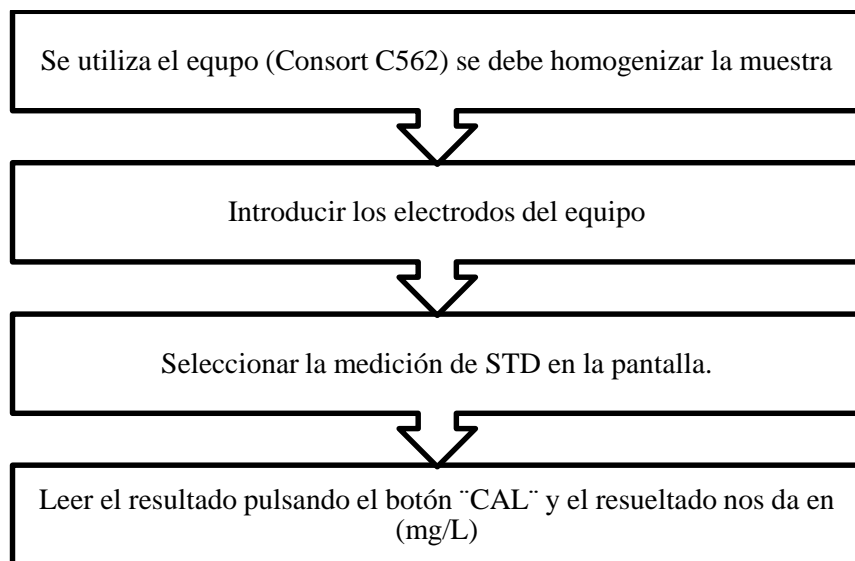 Se utiliza el equpo (Consort C562) se debe homogenizar la muestra
Introducir los electrodos del equipo
Seleccionar la medición de STD en la pantalla.
Leer el resultado pulsando el botón ¨CAL¨ y el resueltado nos da en
(mg/L)